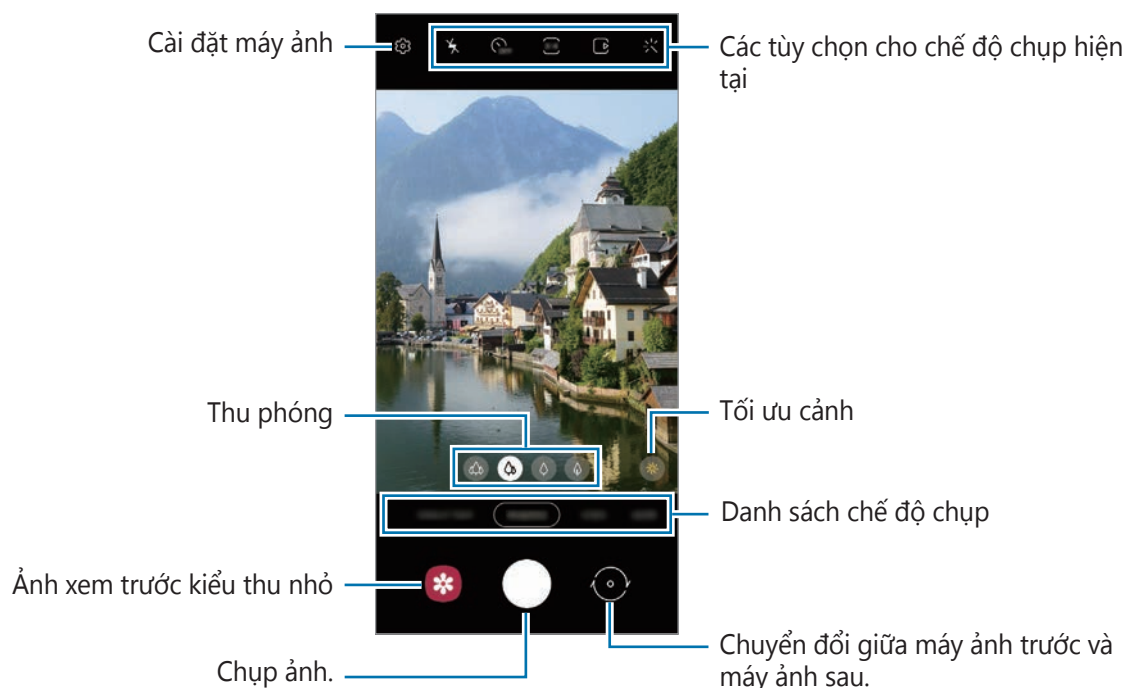 Cài đặt máy ảnh
Các tùy chọn cho chế độ chụp hiện
tại
Thu phóng
Tối ưu cảnh
Danh sách chế độ chụp
Ảnh xem trước kiểu thu nhỏ
Chụp ảnh.
Chuyển đổi giữa máy ảnh trước và
máy ảnh sau.